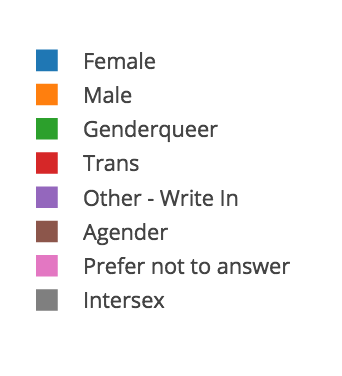 Female
Male
Genderqueer
Trans
Other - Write In
Agender
Prefer not to answer
Intersex